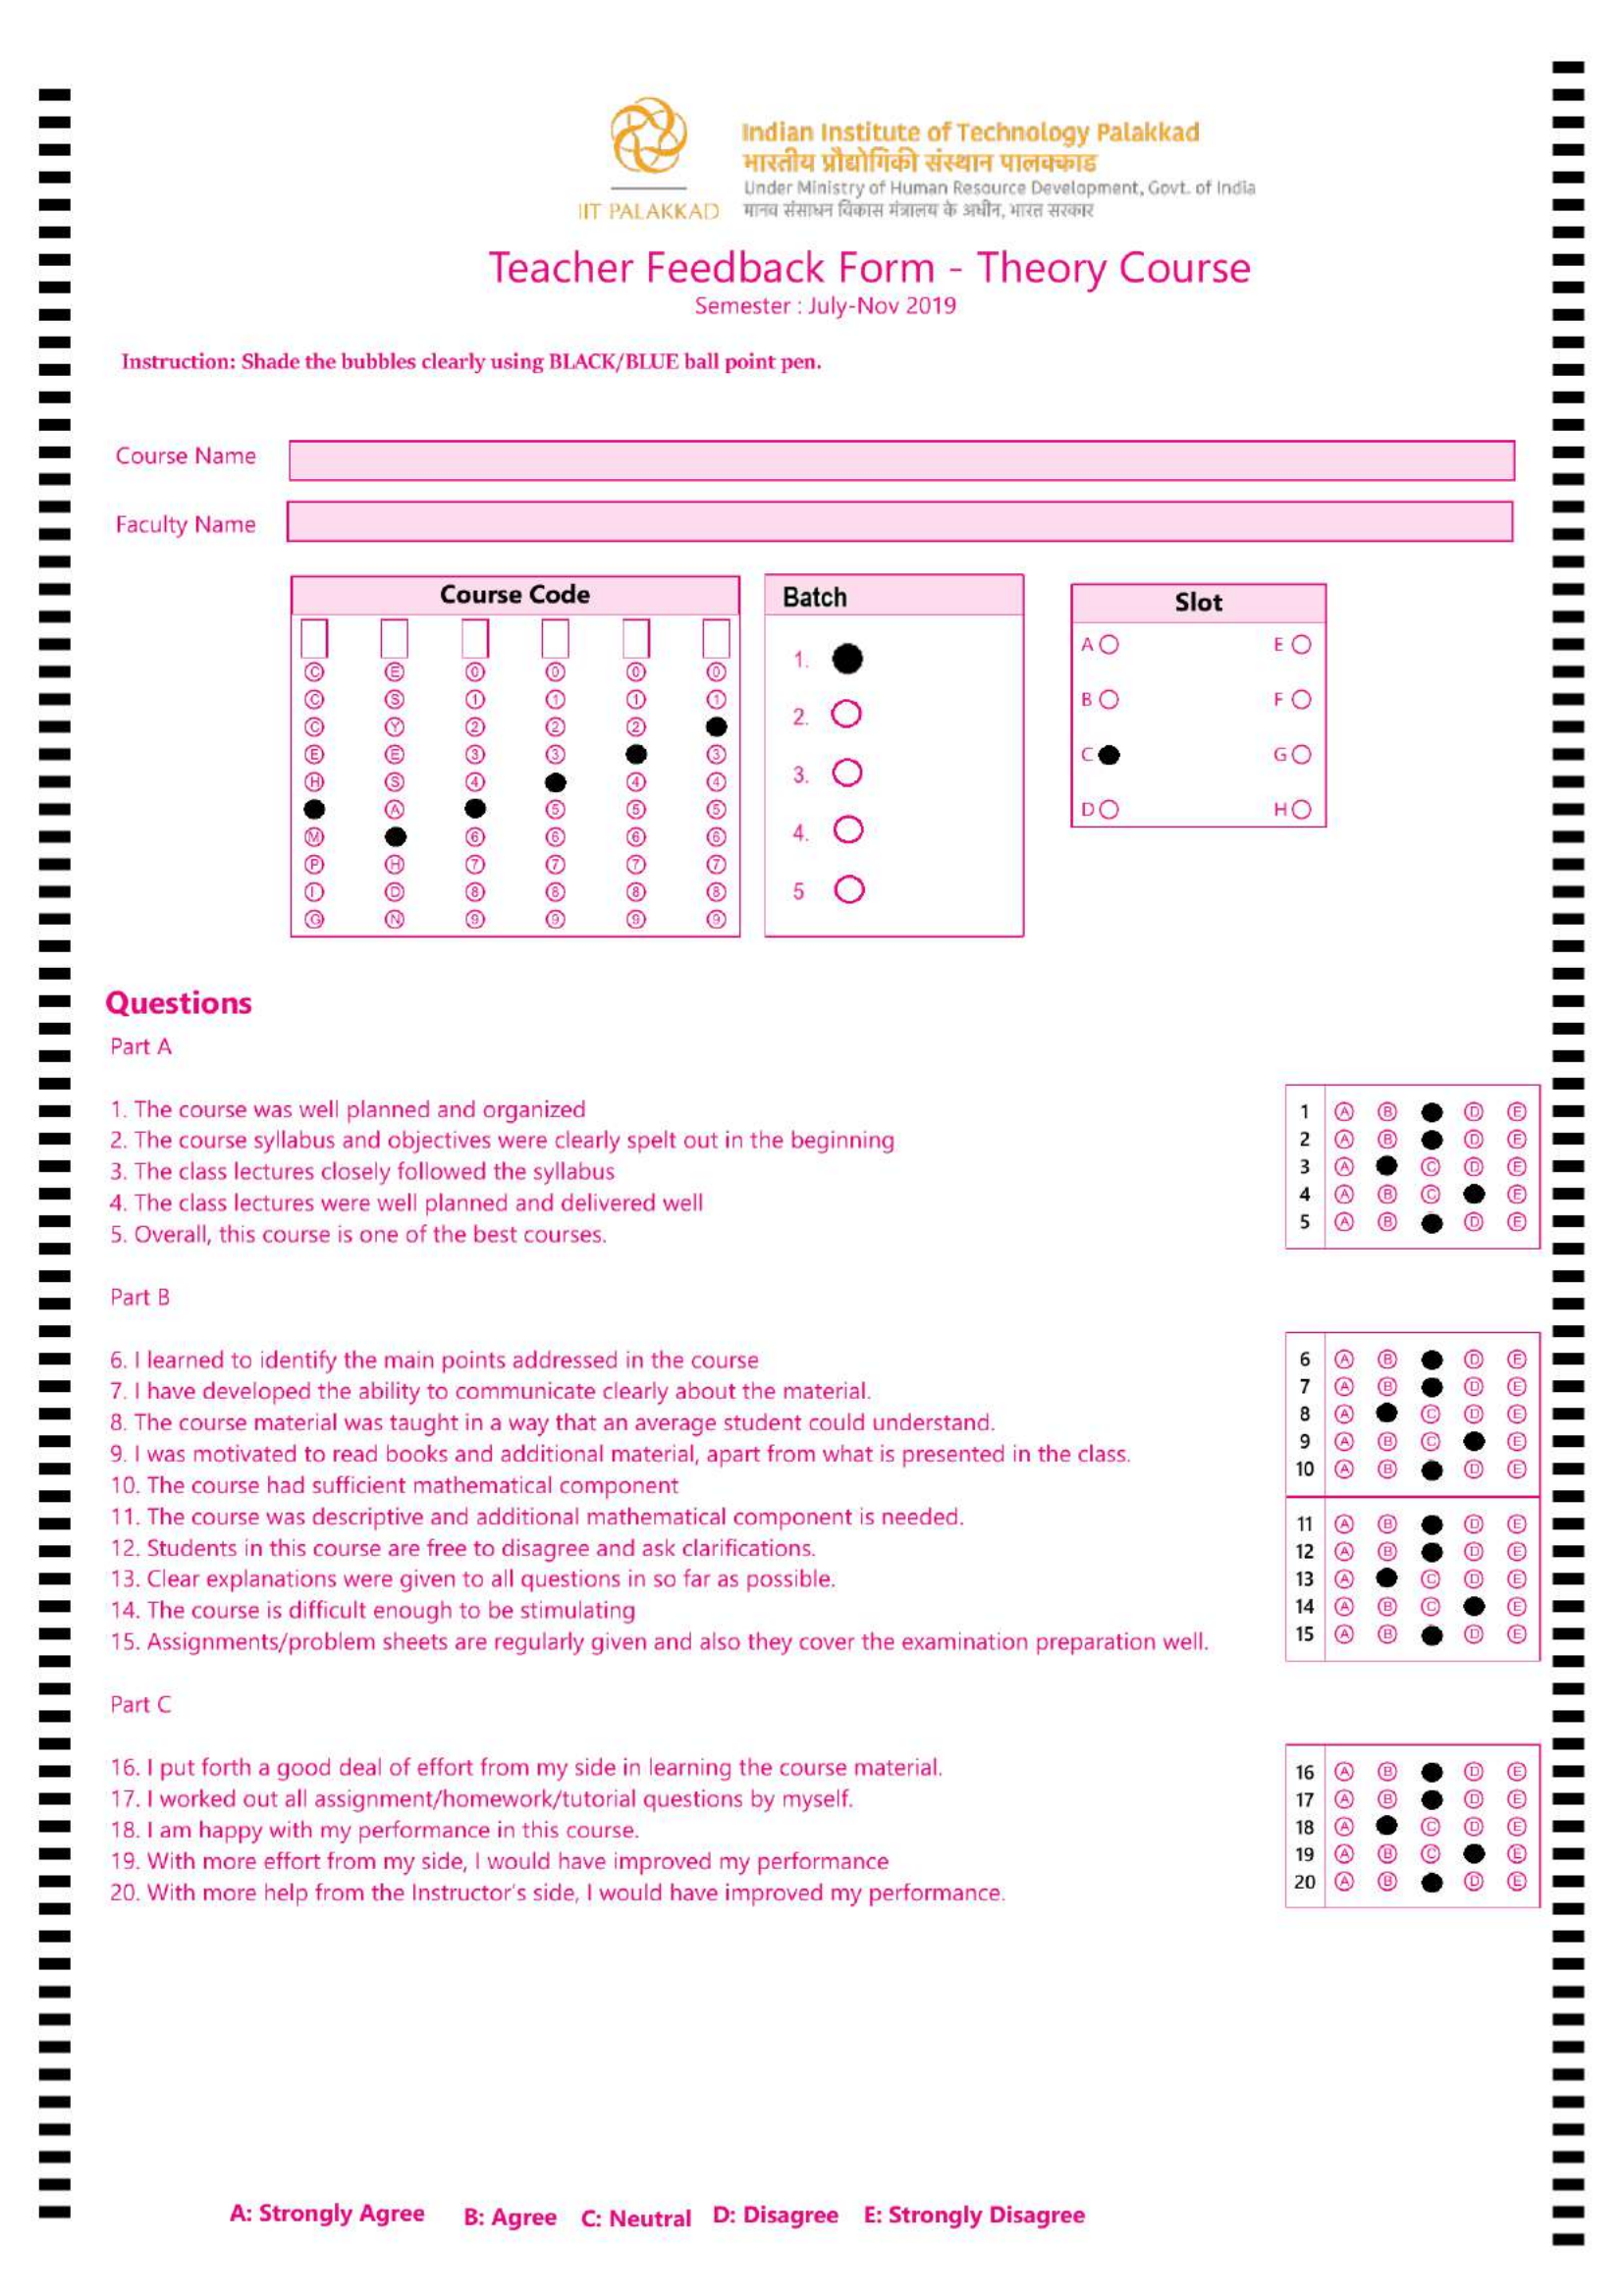 Indian Institute of Technology Palakkad
भारतीय प्रौद्योगिकी संस्थान पालक्काड
Under Ministry of Human Resource Development, Govt. of India
मानव संसाधन विकास मंत्रालय के अधीन, भारत सरकार
IIT PALAKKAD
Teacher Feedback Form - Theory Course
Semester : July-Nov 2019
Instruction: Shade the bubbles clearly using BLACK/BLUE ball point pen.
Course Name
Faculty Name
Course Code
C E 0 0 0 0
C S 1 1 1 1
C Y 2 2 2
E E 3 3 3
H S 4 4 4
A 5 5 5
M 6 6 6 6
P H 7 7 7 7
I D 8 8 8 8
G N 9 9 9 9
Batch
1.
2.
3.
4.
5
Slot
A E
B F
C G
D H
Questions
Part A
1. The course was well planned and organized
2. The course syllabus and objectives were clearly spelt out in the beginning
3. The class lectures closely followed the syllabus
4. The class lectures were well planned and delivered well
5. Overall, this course is one of the best courses.
1 A B D E
2 A B D E
3 A C D E
4 A B C E
5 A B D E
Part B
6. I learned to identify the main points addressed in the course
7. I have developed the ability to communicate clearly about the material.
8. The course material was taught in a way that an average student could understand.
9. I was motivated to read books and additional material, apart from what is presented in the class.
10. The course had sufficient mathematical component
11. The course was descriptive and additional mathematical component is needed.
12. Students in this course are free to disagree and ask clarifications.
13. Clear explanations were given to all questions in so far as possible.
14. The course is difficult enough to be stimulating
15. Assignments/problem sheets are regularly given and also they cover the examination preparation well.
6 A B D E
7 A B D E
8 A C D E
9 A B C E
10 A B D E
11 A B D E
12 A B D E
13 A C D E
14 A B C E
15 A B D E
Part C
16. I put forth a good deal of effort from my side in learning the course material.
17. I worked out all assignment/homework/tutorial questions by myself.
18. I am happy with my performance in this course.
19. With more effort from my side, I would have improved my performance
20. With more help from the Instructor's side, I would have improved my performance.
16 A B D E
17 A B D E
18 A C D E
19 A B C E
20 A B D E
A: Strongly Agree B: Agree C: Neutral D: Disagree E: Strongly Disagree